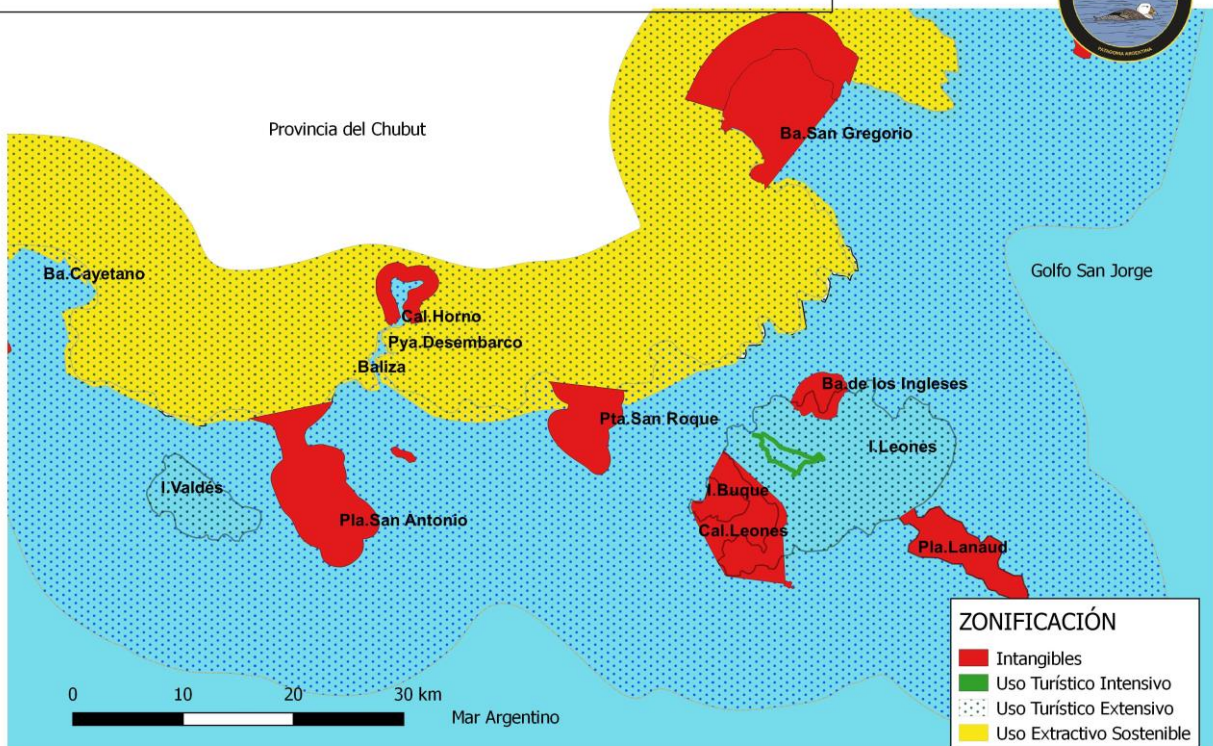 PATAGONIA ARGENTINA
Provincia del Chubut
Ba.San Gregorio
Ba.Cayetano
Golfo San Jorge
Cal.Horno
Pya.Desembarco
.Baliza
Ba.de los Ingleses
Pta.San Roque
I.Leones
I.Valdés
I.Buque
Pla.San Antonio
Cal.Leones
Pla.Lanaud
ZONIFICACIÓN
Intangibles
Uso Turístico Intensivo
Uso Turístico Extensivo
Uso Extractivo Sostenible
0 10 20 30 km
Mar Argentino